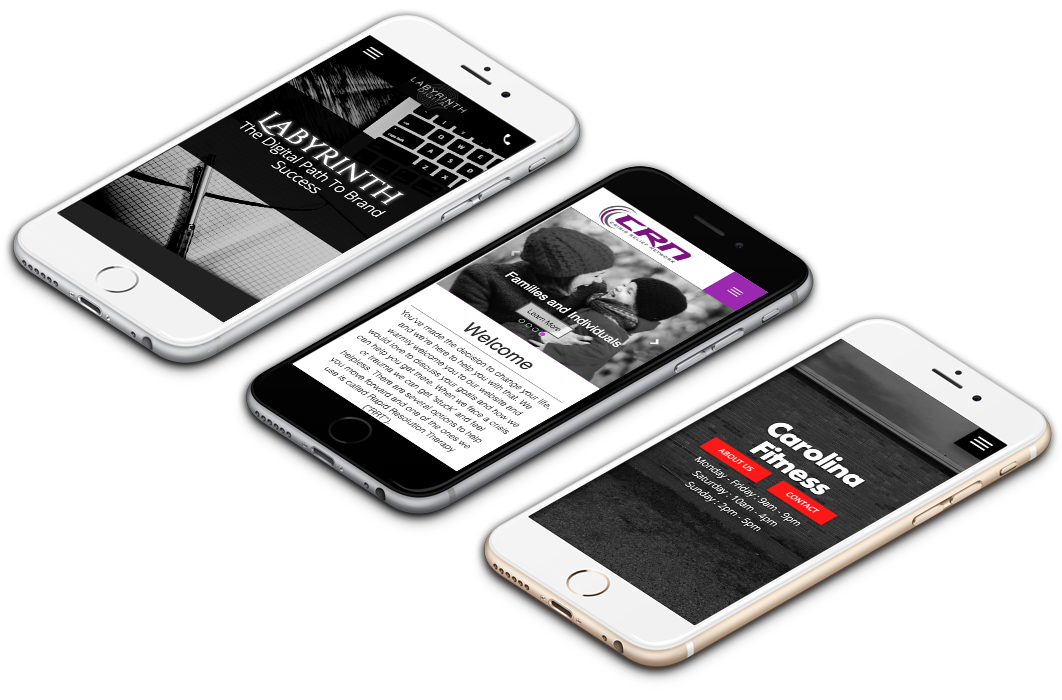 LABYRINTH
DIGITAL
LABYRINTH
The Digital Path To Brand
Success
CRN
CRISIS RELIEF NETWORK
Families and Individuals
Learn More
Welcome
You've made the decision to change your life,
and we're here to help you with that. We
warmly welcome you to our website and
would love to discuss your goals and how we
can help you get there. When we face a crisis
or trauma we can get "stuck" and feel
helpless. There are several options to help
you move forward and one of the ones we
use is called Rapid Resolution Therapy
("RRT").
Carolina
Fitness
ABOUT US
CONTACT
Monday - Friday : 9am - 9pm
Saturday : 10am - 4pm
Sunday : 2pm - 5pm